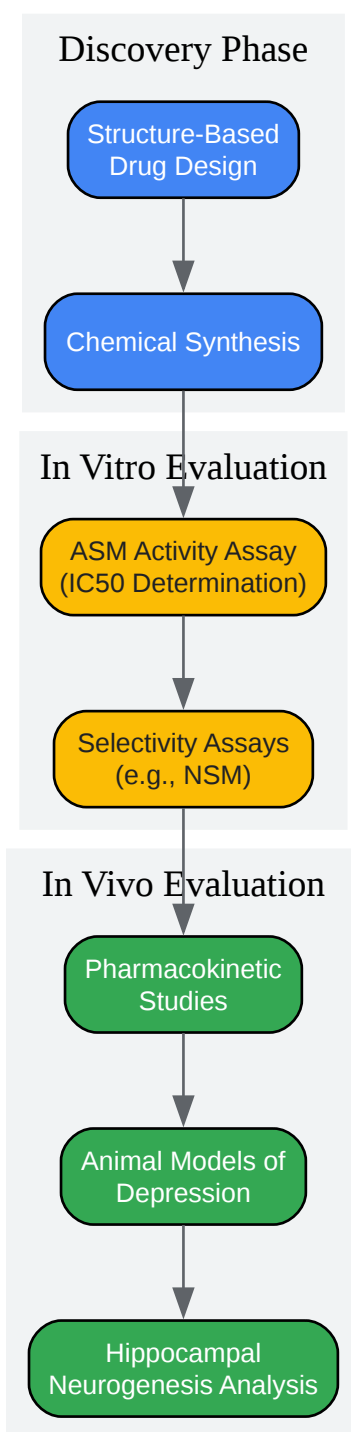 Discovery Phase
Structure-Based
Drug Design
Chemical Synthesis
In Vitro Evaluation
ASM Activity Assay
(IC50 Determination)
Selectivity Assays
(e.g., NSM)
In Vivo Evaluation
Pharmacokinetic
Studies
Animal Models of
Depression
Hippocampal
Neurogenesis Analysis